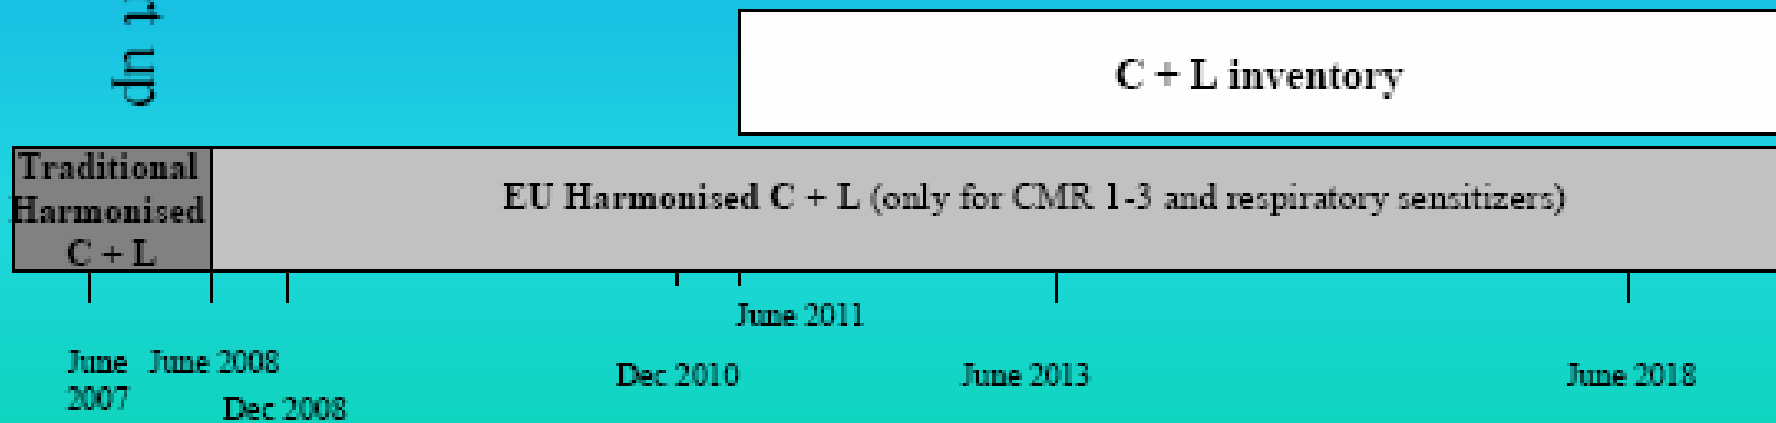 up
C + L inventory
Traditional
Harmonised
C + L
EU Harmonised C + L (only for CMR 1-3 and respiratory sensitizers)
June 2011
June
2007
June 2008
Dec 2008
Dec 2010
June 2013
June 2018